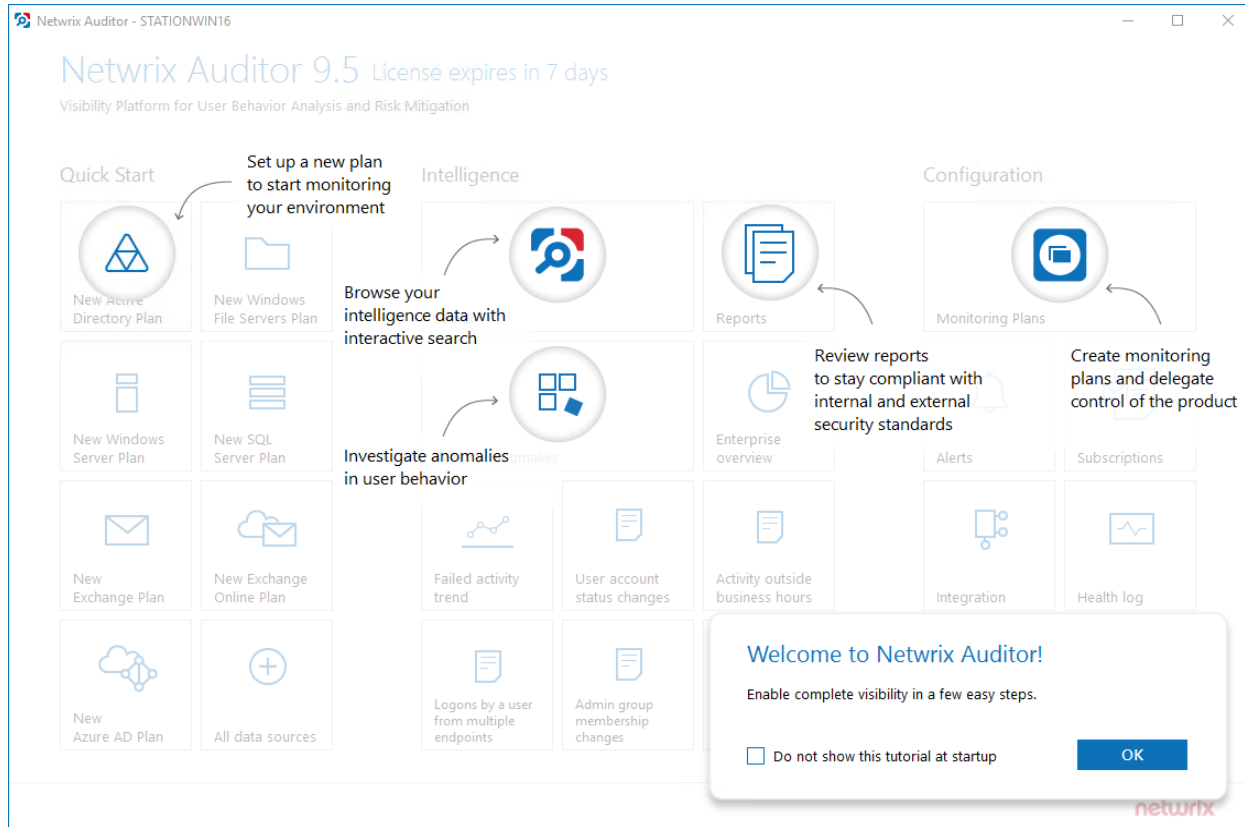 Netwrix Auditor - STATIONWIN16
Netwrix Auditor 9.5 License expires in 7 days
Visibility Platform for User Behavior Analysis and Risk Mitigation
Quick Start
Set up a new plan
to start monitoring
your environment
New Active
Directory Plan
New Windows
File Servers Plan
New Windows
Server Plan
New SQL
Server Plan
New
Exchange Plan
New Exchange
Online Plan
New
Azure AD Plan
All data sources
Intelligence
Browse your
intelligence data with
interactive search
Investigate anomalies
in user behavior
Reports
Review reports
to stay compliant with
internal and external
security standards
Enterprise
overview
Failed activity
trend
User account
status changes
Activity outside
business hours
Logons by a user
from multiple
endpoints
Admin group
membership
changes
Configuration
Monitoring Plans
Create monitoring
plans and delegate
control of the product
Alerts
Subscriptions
Integration
Health log
Welcome to Netwrix Auditor!
Enable complete visibility in a few easy steps.
Do not show this tutorial at startup
OK
netwrix